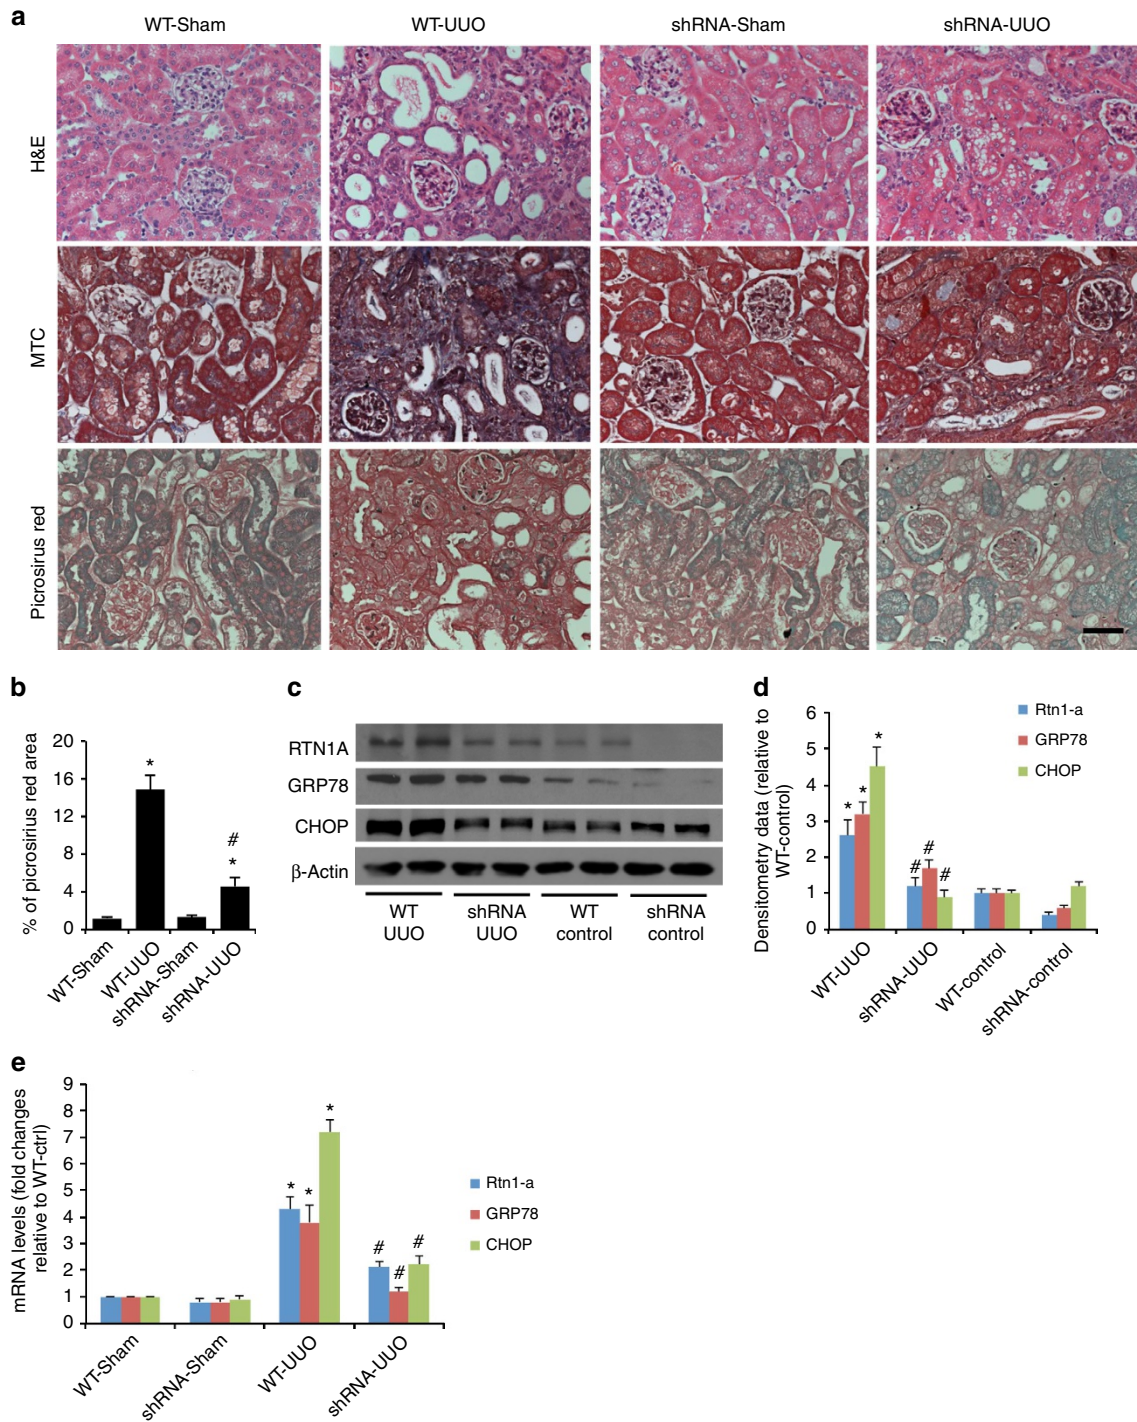 a
WT-Sham
WT-UUO
shRNA-Sham
shRNA-UUO
H&E
MTC
Picrosirius red
b
% of picrosirius red area
20
16
12
8
4
0
*
#
*
WT-Sham
WT-UUO
shRNA-Sham
shRNA-UUO
c
RTN1A
GRP78
CHOP
β-Actin
WT
UUO
shRNA
UUO
WT
control
shRNA
control
d
Densitometry data (relative to
WT-control)
6
5
4
3
2
1
0
* * *
# # #
Rtn1-a
GRP78
CHOP
WT-UUO
shRNA-UUO
WT-control
shRNA-control
e
mRNA levels (fold changes
relative to WT-ctrl)
9
8
7
6
5
4
3
2
1
0
* * *
# # #
Rtn1-a
GRP78
CHOP
WT-Sham
shRNA-Sham
WT-UUO
shRNA-UUO